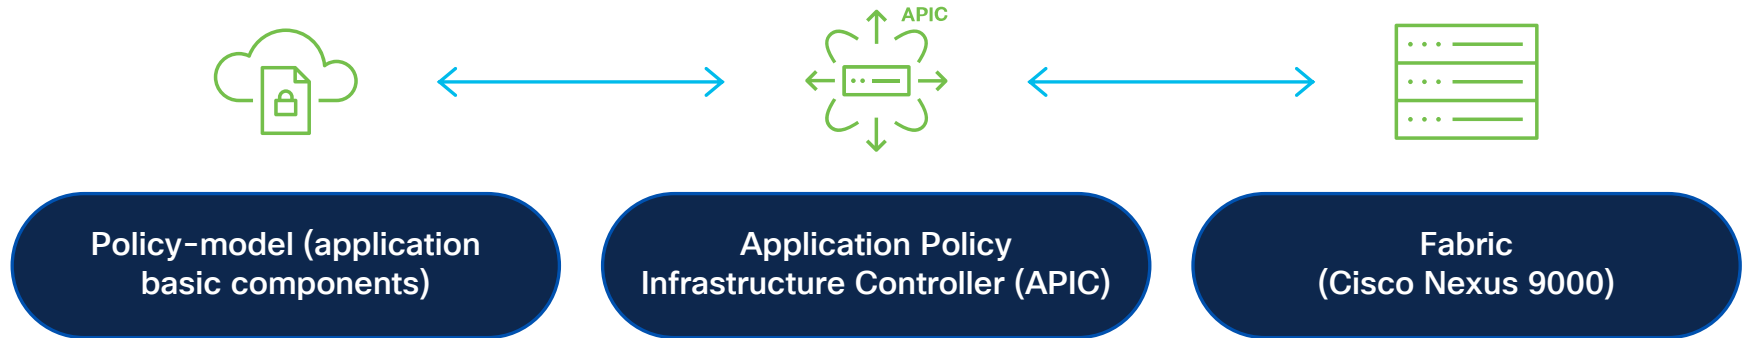 APIC
Policy-model (application
basic components)
Application Policy
Infrastructure Controller (APIC)
Fabric
(Cisco Nexus 9000)